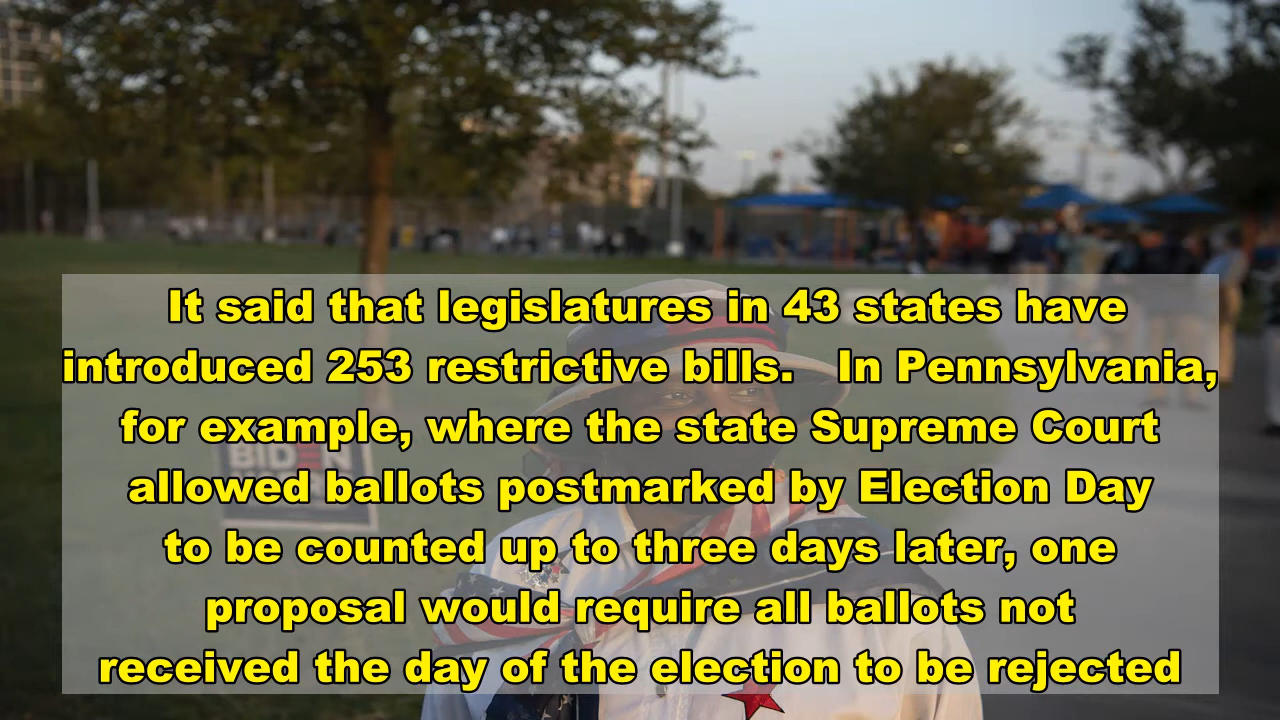 It said that legislatures in 43 states have
introduced 253 restrictive bills. In Pennsylvania,
for example, where the state Supreme Court
allowed ballots postmarked by Election Day
to be counted up to three days later, one
proposal would require all ballots not
received the day of the election to be rejected
BIDEN